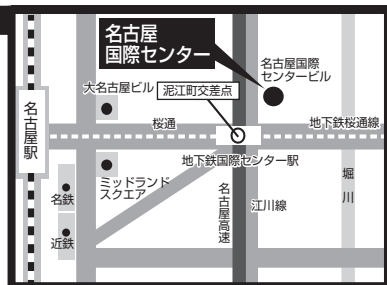 名古屋
国際センター
名古屋国際
センタービル
大名古屋ビル
泥江町交差点
名古屋駅
桜通
地下鉄桜通線
地下鉄国際センター駅
ミッドランド
スクエア
名鉄
近鉄
名古屋高速
江川線
堀川